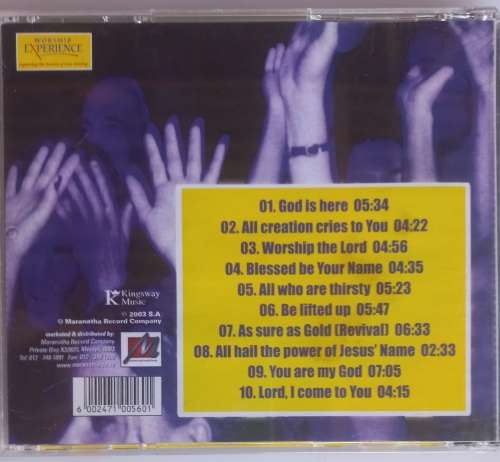 WORSHIP
EXPERIENCE
01. God is here 05:34
02. All creation cries to You 04:22
03. Worship the Lord 04:56
04. Blessed be Your Name 04:35
05. All who are thirsty 05:23
06. Be lifted up 05:47
07. As sure as Gold (Revival) 06:33
08. All hail the power of Jesus' Name 02:33
09. You are my God 07:05
10. Lord, I come to You 04:15
Kingsway
Music
© 2003 S.A
© Maranatha Record Company
marketed & distributed by
Maranatha Record Company
6 002471 005601